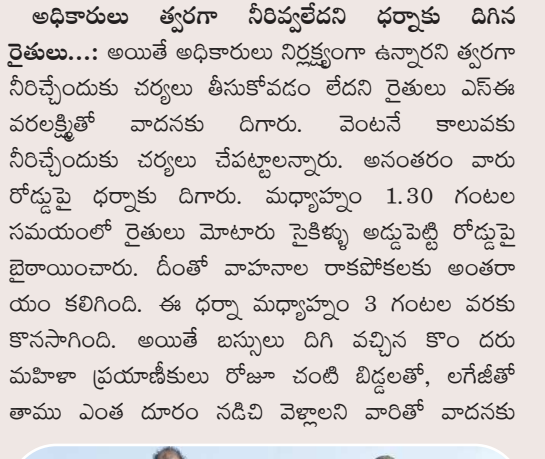 అధికారులు త్వరగా నీరివ్వలేదని ధర్నాకు దిగిన
రైతులు...: అయితే అధికారులు నిర్లక్ష్యంగా ఉన్నారని త్వరగా
నీరిచ్చేందుకు చర్యలు తీసుకోవడం లేదని రైతులు ఎస్ఈ
వరలక్ష్మితో వాదనకు దిగారు. వెంటనే కాలువకు
నీరిచ్చేందుకు చర్యలు చేపట్టాలన్నారు. అనంతరం వారు
రోడ్డుపై ధర్నాకు దిగారు. మధ్యాహ్నం 1.30 గంటల
సమయంలో రైతులు మోటారు సైకిళ్ళు అడ్డుపెట్టి రోడ్డుపై
బైఠాయించారు. దీంతో వాహనాల రాకపోకలకు అంతరా
యం కలిగింది. ఈ ధర్నా మధ్యాహ్నం 3 గంటల వరకు
కొనసాగింది. అయితే బస్సులు దిగి వచ్చిన కొం దరు
మహిళా ప్రయాణీకులు రోజూ చంటి బిడ్డలతో, లగేజీతో
తాము ఎంత దూరం నడిచి వెళ్లాలని వారితో వాదనకు